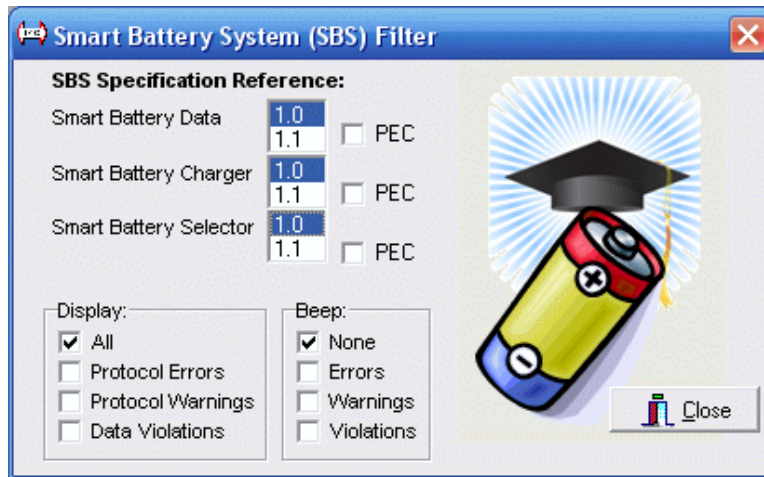 Smart Battery System (SBS) Filter
SBS Specification Reference:
Smart Battery Data
1.0
1.1
PEC
Smart Battery Charger
1.0
1.1
PEC
Smart Battery Selector
1.0
1.1
PEC
Display:
All
Protocol Errors
Protocol Warnings
Data Violations
Beep:
None
Errors
Warnings
Violations
Close